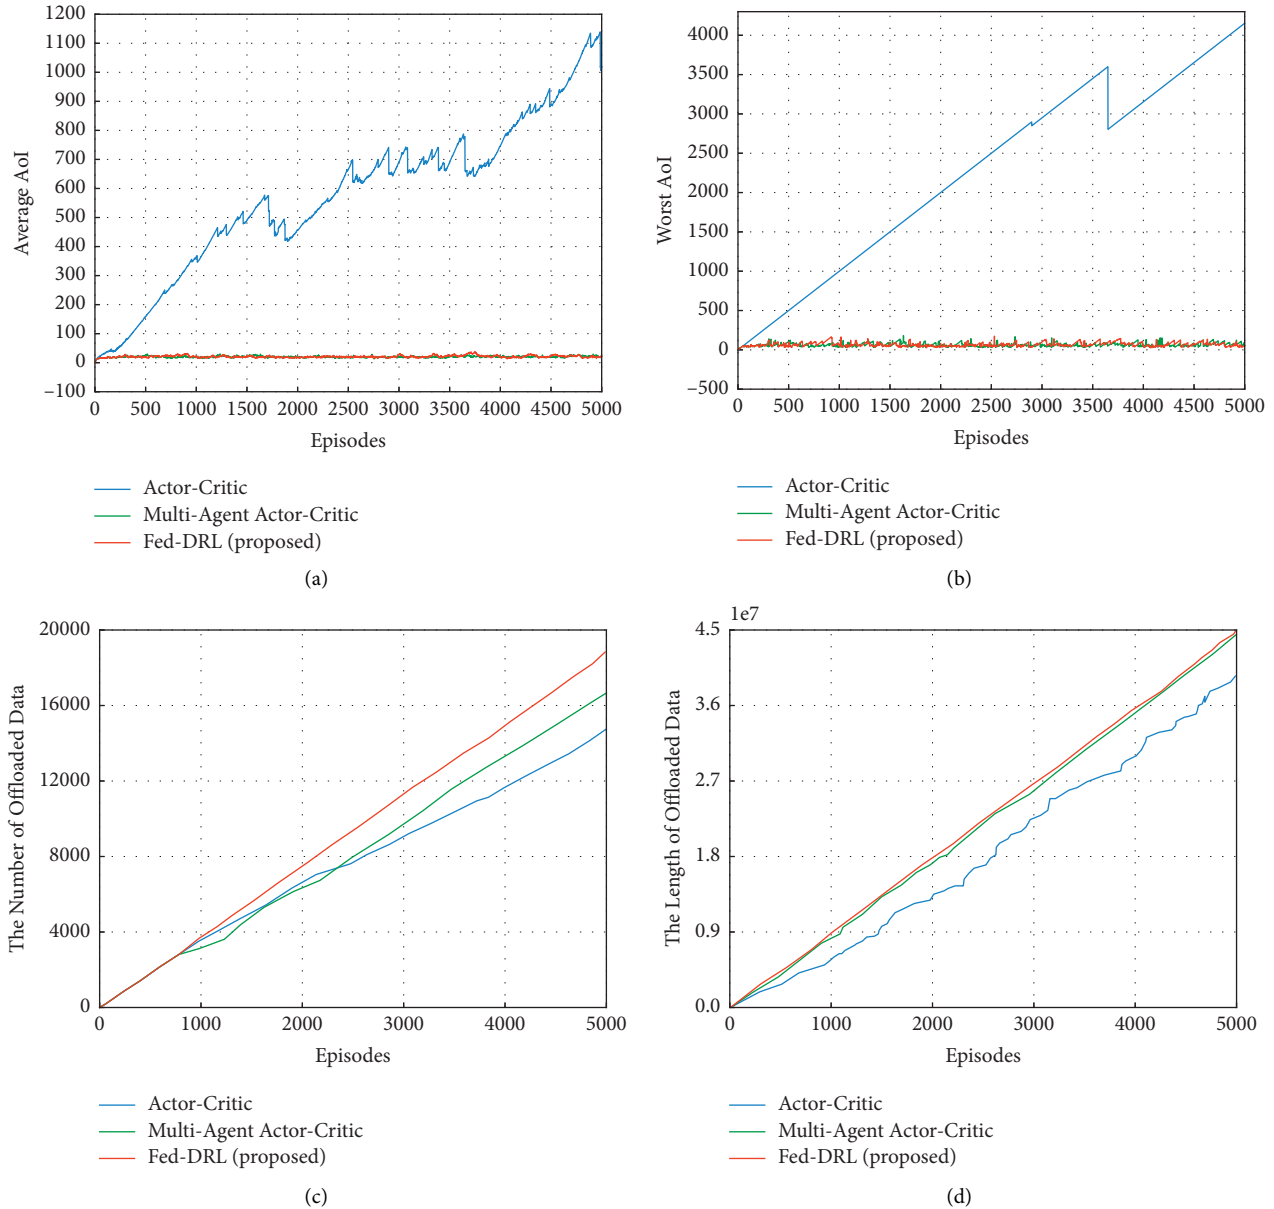 1200
1100
1000
900
800
700
600
500
400
300
200
100
0
–100
Average AoI
0 500 1000 1500 2000 2500 3000 3500 4000 4500 5000
Episodes
Actor-Critic
Multi-Agent Actor-Critic
Fed-DRL (proposed)
(a)
4000
3500
3000
2500
2000
1500
1000
500
0
–500
Worst AoI
0 500 1000 1500 2000 2500 3000 3500 4000 4500 5000
Episodes
Actor-Critic
Multi-Agent Actor-Critic
Fed-DRL (proposed)
(b)
20000
16000
12000
8000
4000
0
The Number of Offloaded Data
0 1000 2000 3000 4000 5000
Episodes
Actor-Critic
Multi-Agent Actor-Critic
Fed-DRL (proposed)
(c)
1e7
4.5
3.6
2.7
1.8
0.9
0.0
The Length of Offloaded Data
0 1000 2000 3000 4000 5000
Episodes
Actor-Critic
Multi-Agent Actor-Critic
Fed-DRL (proposed)
(d)